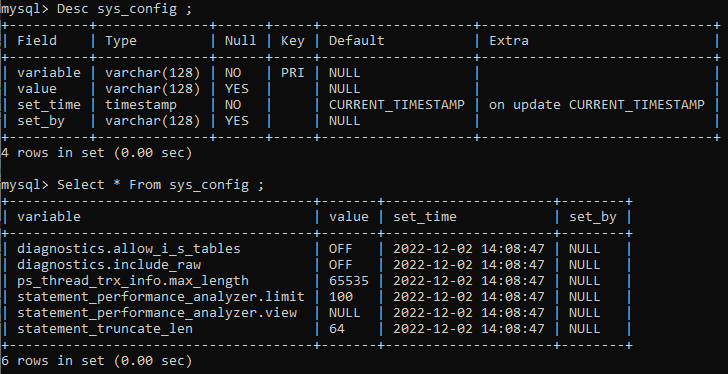 mysql> Desc sys_config ;
+-----------+--------------+------+-----+-------------------+-----------------------------+
| Field     | Type         | Null | Key | Default           | Extra                       |
+-----------+--------------+------+-----+-------------------+-----------------------------+
| variable  | varchar(128) | NO   | PRI | NULL              |                             |
| value     | varchar(128) | YES  |     | NULL              |                             |
| set_time  | timestamp    | NO   |     | CURRENT_TIMESTAMP | on update CURRENT_TIMESTAMP |
| set_by    | varchar(128) | YES  |     | NULL              |                             |
+-----------+--------------+------+-----+-------------------+-----------------------------+
4 rows in set (0.00 sec)
mysql> Select * From sys_config ;
+--------------------------------------+-------+---------------------+--------+
| variable                             | value | set_time            | set_by |
+--------------------------------------+-------+---------------------+--------+
| diagnostics.allow_i_s_tables         | OFF   | 2022-12-02 14:08:47 | NULL   |
| diagnostics.include_raw              | OFF   | 2022-12-02 14:08:47 | NULL   |
| ps_thread_trx_info.max_length        | 65535 | 2022-12-02 14:08:47 | NULL   |
| statement_performance_analyzer.limit | 100   | 2022-12-02 14:08:47 | NULL   |
| statement_performance_analyzer.view  | NULL  | 2022-12-02 14:08:47 | NULL   |
| statement_truncate_len               | 64    | 2022-12-02 14:08:47 | NULL   |
+--------------------------------------+-------+---------------------+--------+
6 rows in set (0.00 sec)